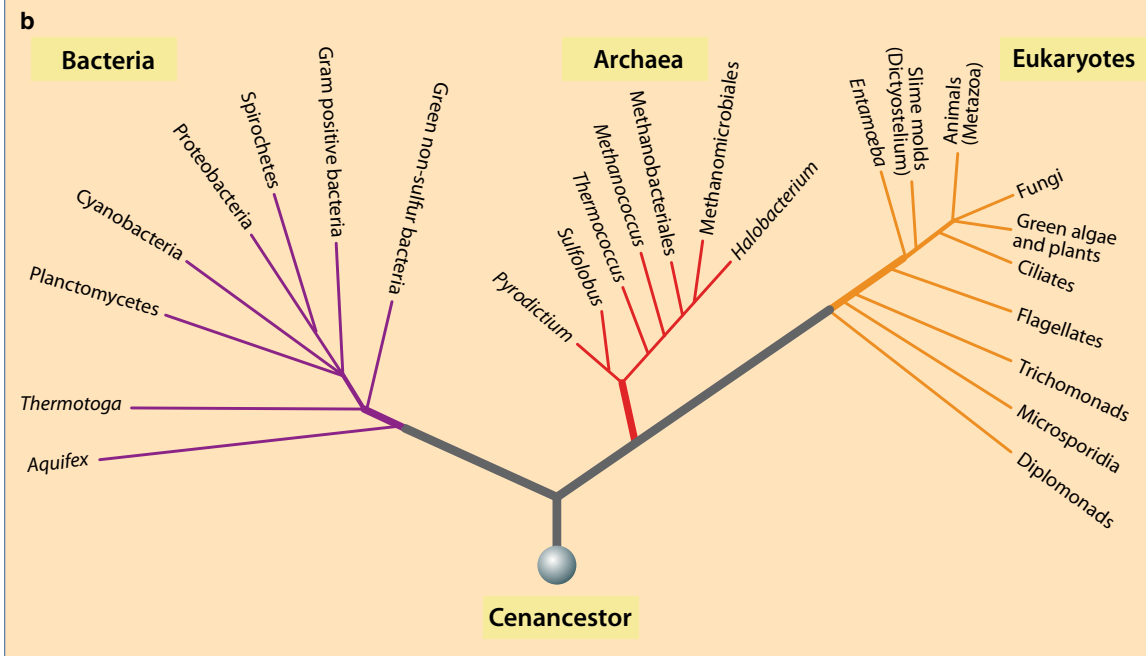 b
Bacteria
Archaea
Eukaryotes
Aquifex
Thermotoga
Planctomycetes
Cyanobacteria
Proteobacteria
Spirochetes
Gram positive bacteria
Green non-sulfur bacteria
Pyrodictium
Sulfolobus
Thermococcus
Methanococcus
Methanobacteriales
Methanomicrobiales
Halobacterium
Entamœba
Slime molds
(Dictyostelium)
Animals
(Metazoa)
Fungi
Green algae
and plants
Ciliates
Flagellates
Trichomonads
Microsporidia
Diplomonads
Cenancestor